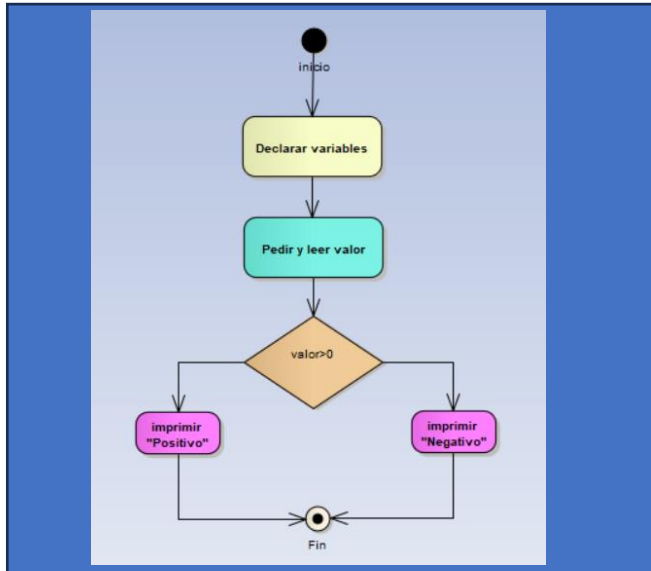 inicio
Declarar variables
Pedir y leer valor
valor>0
imprimir
"Positivo"
imprimir
"Negativo"
Fin